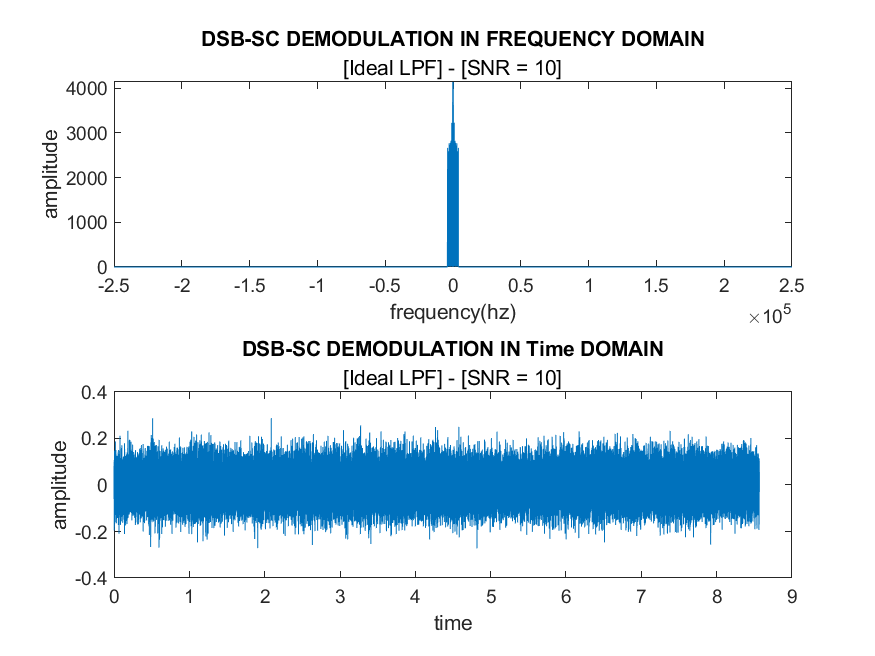 DSB-SC DEMODULATION IN FREQUENCY DOMAIN
[Ideal LPF] - [SNR = 10]
4000
3000
2000
1000
0
amplitude
-2.5 -2 -1.5 -1 -0.5 0 0.5 1 1.5 2 2.5
frequency(hz)
×10^5
DSB-SC DEMODULATION IN Time DOMAIN
[Ideal LPF] - [SNR = 10]
0.4
0.2
0
-0.2
-0.4
amplitude
0 1 2 3 4 5 6 7 8 9
time